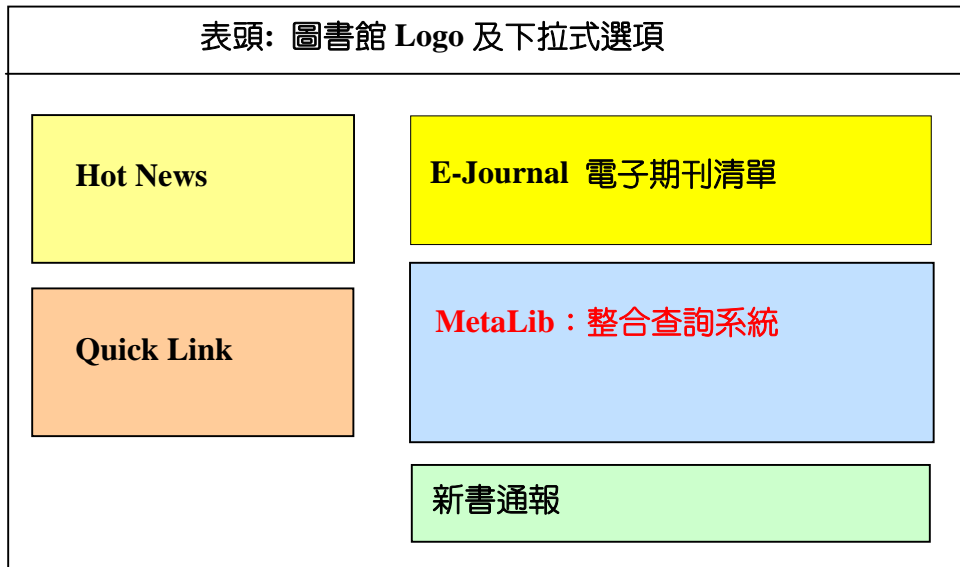 表頭: 圖書館 Logo 及下拉式選項
Hot News
Quick Link
E-Journal 電子期刊清單
MetaLib：整合查詢系統
新書通報